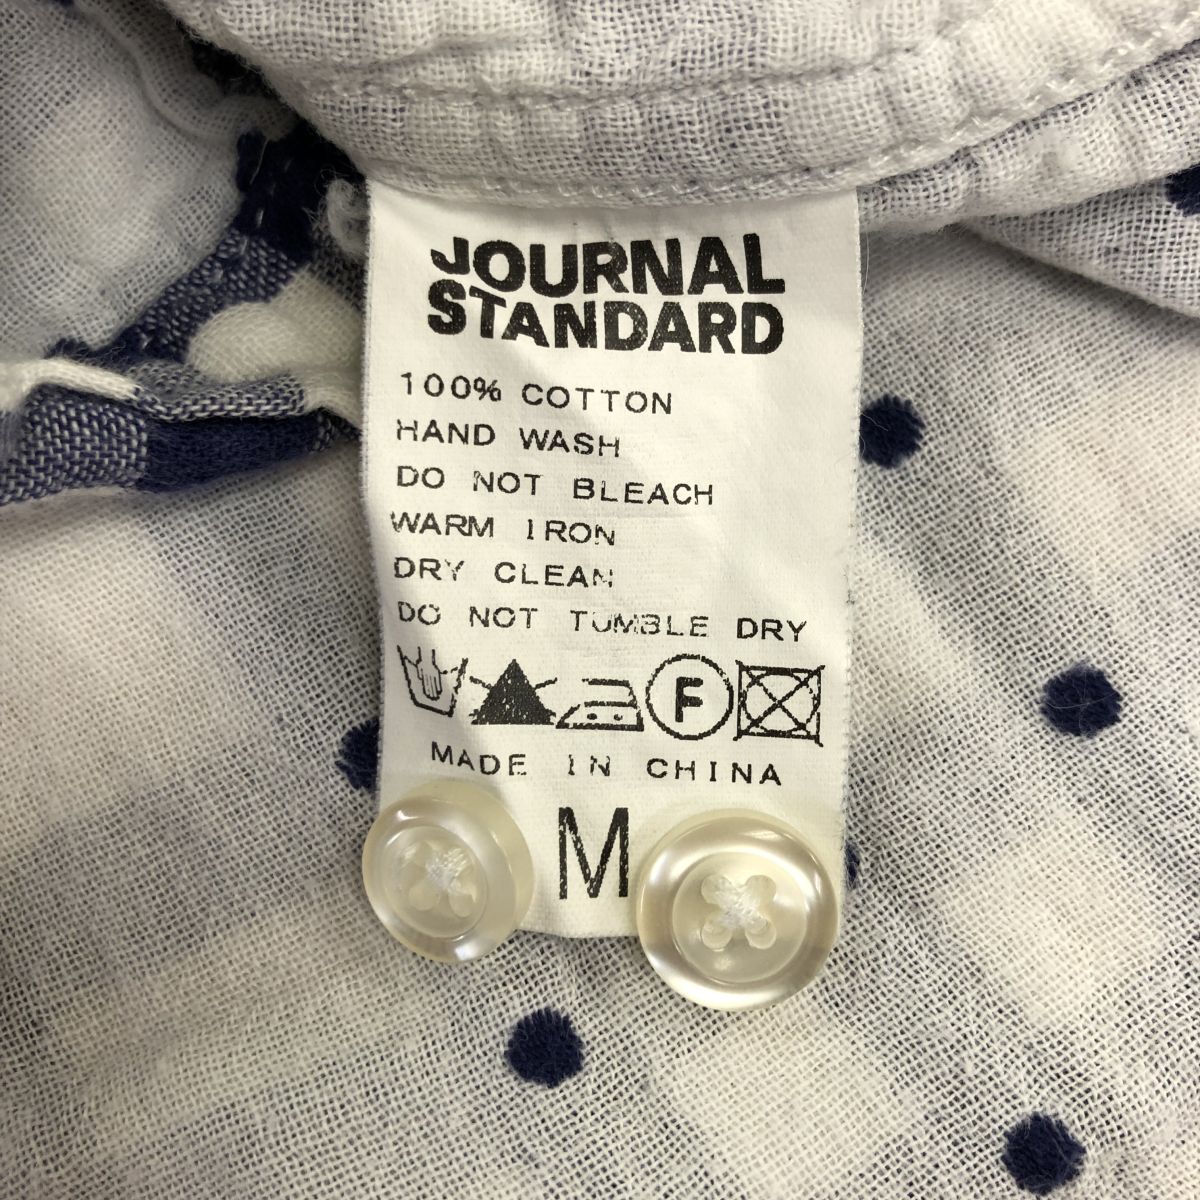 JOURNAL
STANDARD
100% COTTON
HAND WASH
DO NOT BLEACH
WARM IRON
DRY CLEAN
DO NOT TUMBLE DRY
F
MADE IN CHINA
M